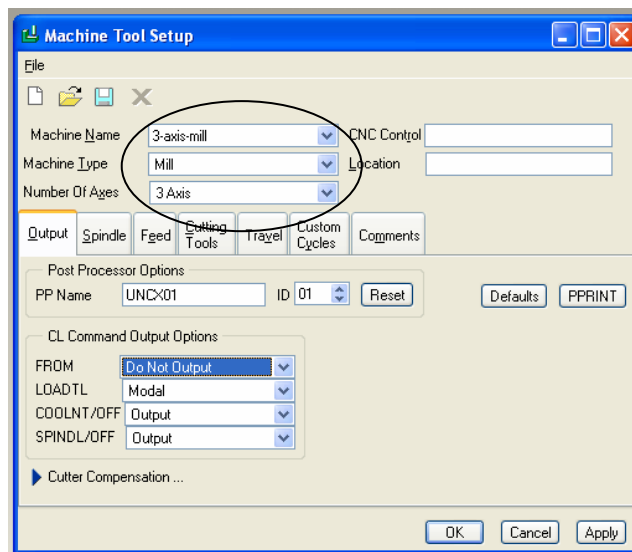 Machine Tool Setup
File
Machine Name 3-axis-mill CNC Control
Machine Type Mill Location
Number Of Axes 3 Axis
Output Spindle Feed Cutting Tools Travel Custom Cycles Comments
Post Processor Options
PP Name UNCX01 ID 01 Reset Defaults PPRINT
CL Command Output Options
FROM Do Not Output
LOADTL Modal
COOLNT/OFF Output
SPINDL/OFF Output
Cutter Compensation ...
OK Cancel Apply